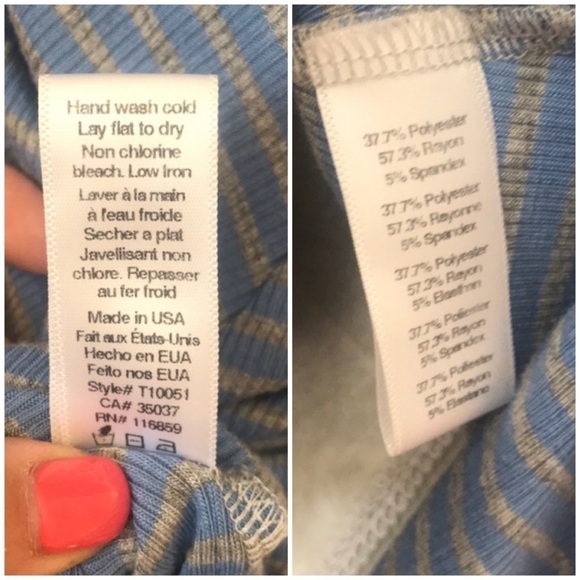 Hand wash cold
Lay flat to dry
Non chlorine
bleach. Low Iron
Laver à la main
à l'eau froide
Secher a plat
Javellisant non
chlore. Repasser
au fer froid
Made in USA
Fait aux États-Unis
Hecho en EUA
Feito nos EUA
Style# T10051
CA# 35037
RN# 116859
37.7% Polyester
57.3% Rayon
5% Spandex
37.7% Polyester
57.3% Rayonne
5% Spandex
37.7% Polyester
57.3% Rayon
5% Elasthan
37.7% Poliester
57.3% Rayon
5% Spandex
37.7% Poliester
57.3% Rayon
5% Elastano